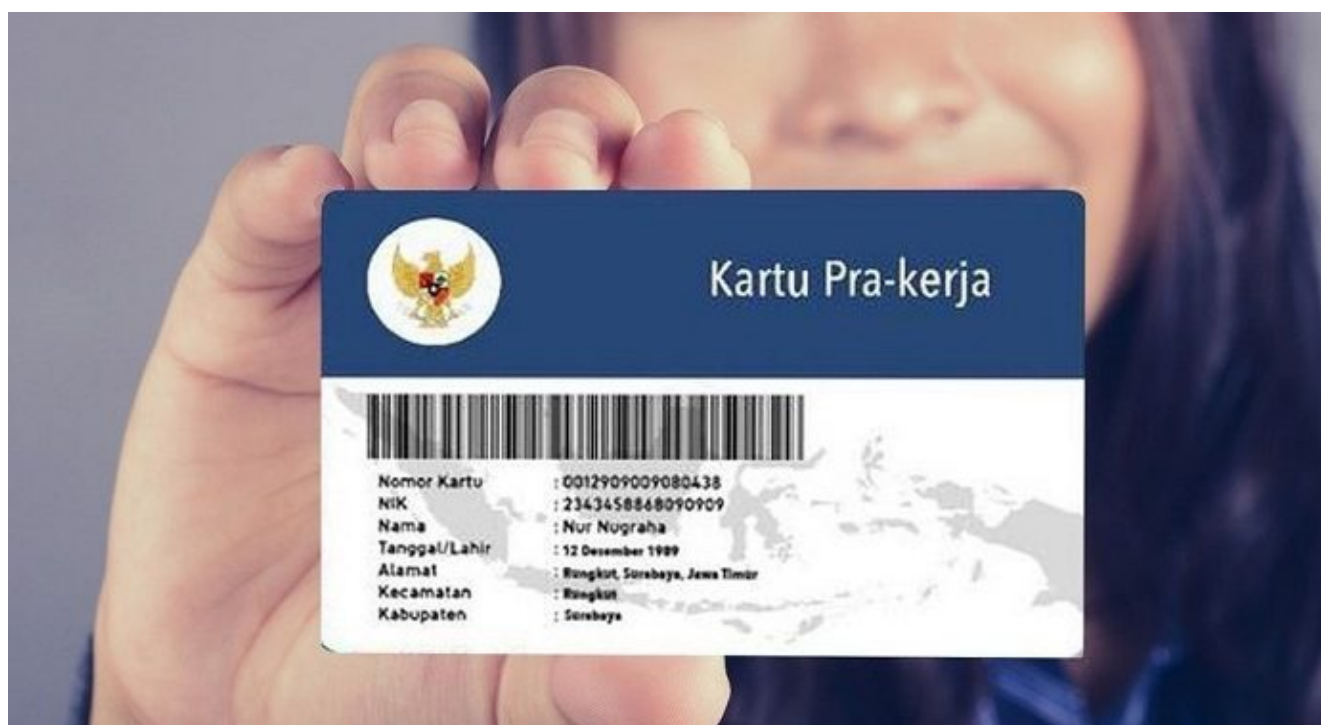 Kartu Pra-kerja
Nomor Kartu : 0012909009080438
NIK : 2343458868090909
Nama : Nur Nugraha
Tanggal/Lahir : 12 Desember 1989
Alamat : Rungkut, Surabaya, Jawa Timur
Kecamatan : Rungkut
Kabupaten : Surabaya